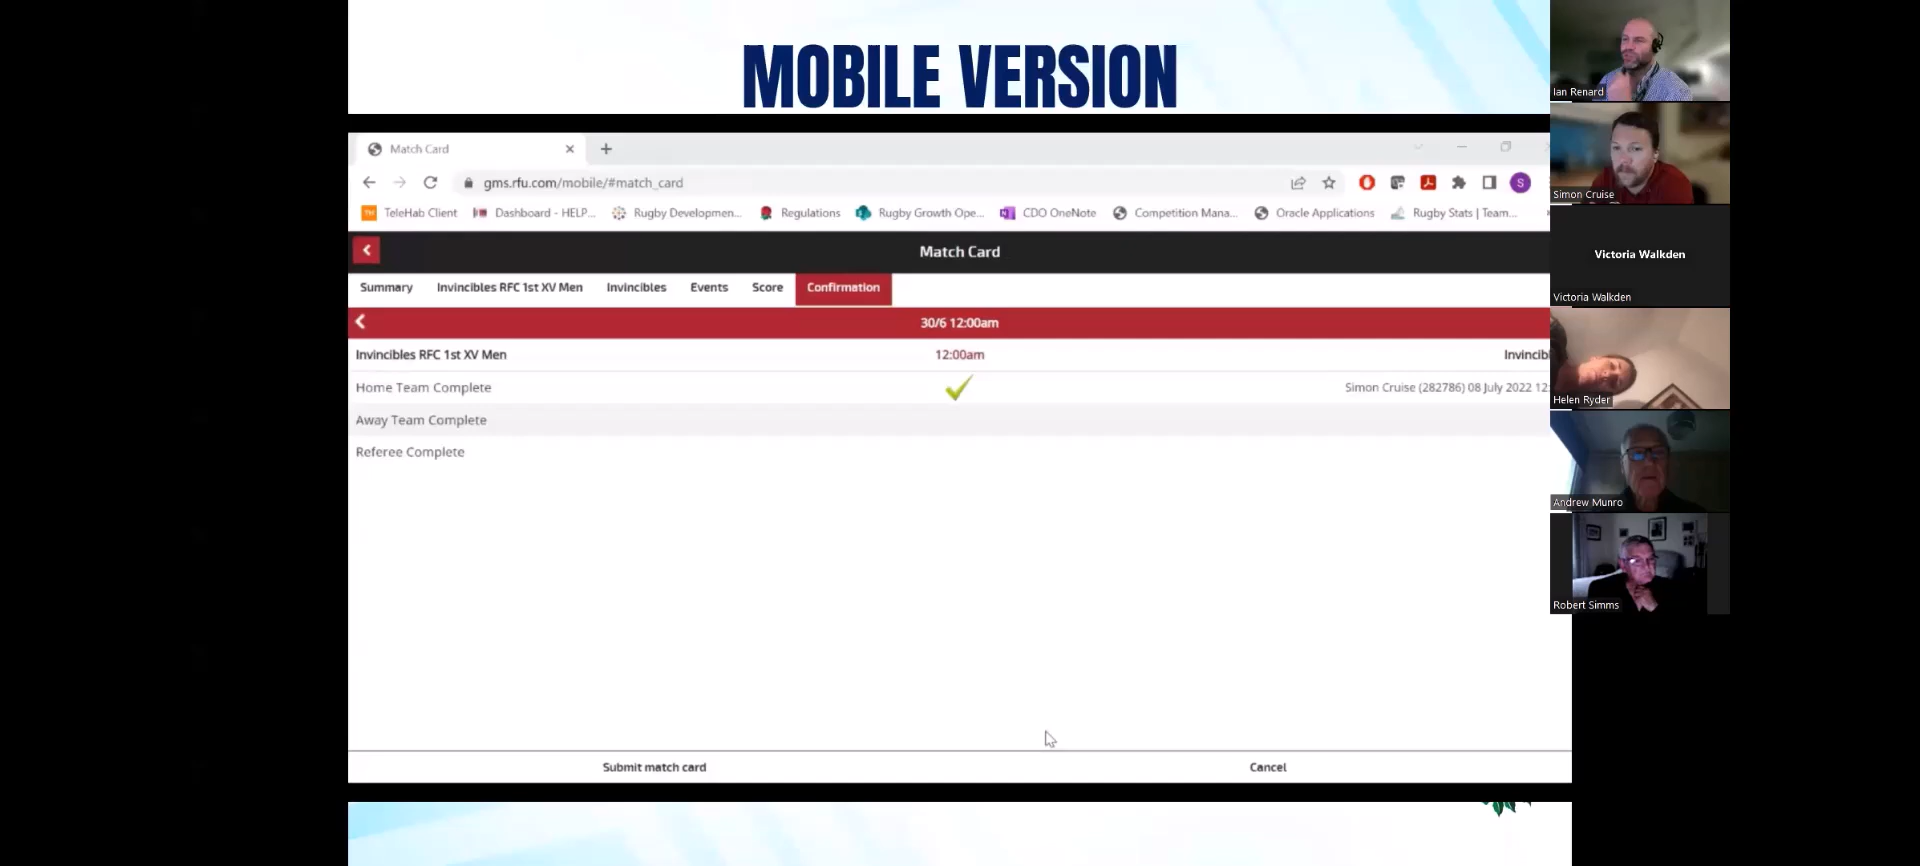 MOBILE VERSION
Match Card
gms.rfu.com/mobile/#match_card
S
TM TeleHab Client Dashboard - HELP... Rugby Developmen... Regulations Rugby Growth Ope... CDO OneNote Competition Mana... Oracle Applications Rugby Stats | Team...
Match Card
Summary Invincibles RFC 1st XV Men Invincibles Events Score Confirmation
30/6 12:00am
Invincibles RFC 1st XV Men 12:00am Invincib
Home Team Complete Simon Cruise (282786) 08 July 2022 12:
Away Team Complete
Referee Complete
Submit match card Cancel
Ian Renard
Simon Cruise
Victoria Walkden
Victoria Walkden
Helen Ryder
Andrew Munro
Robert Simms